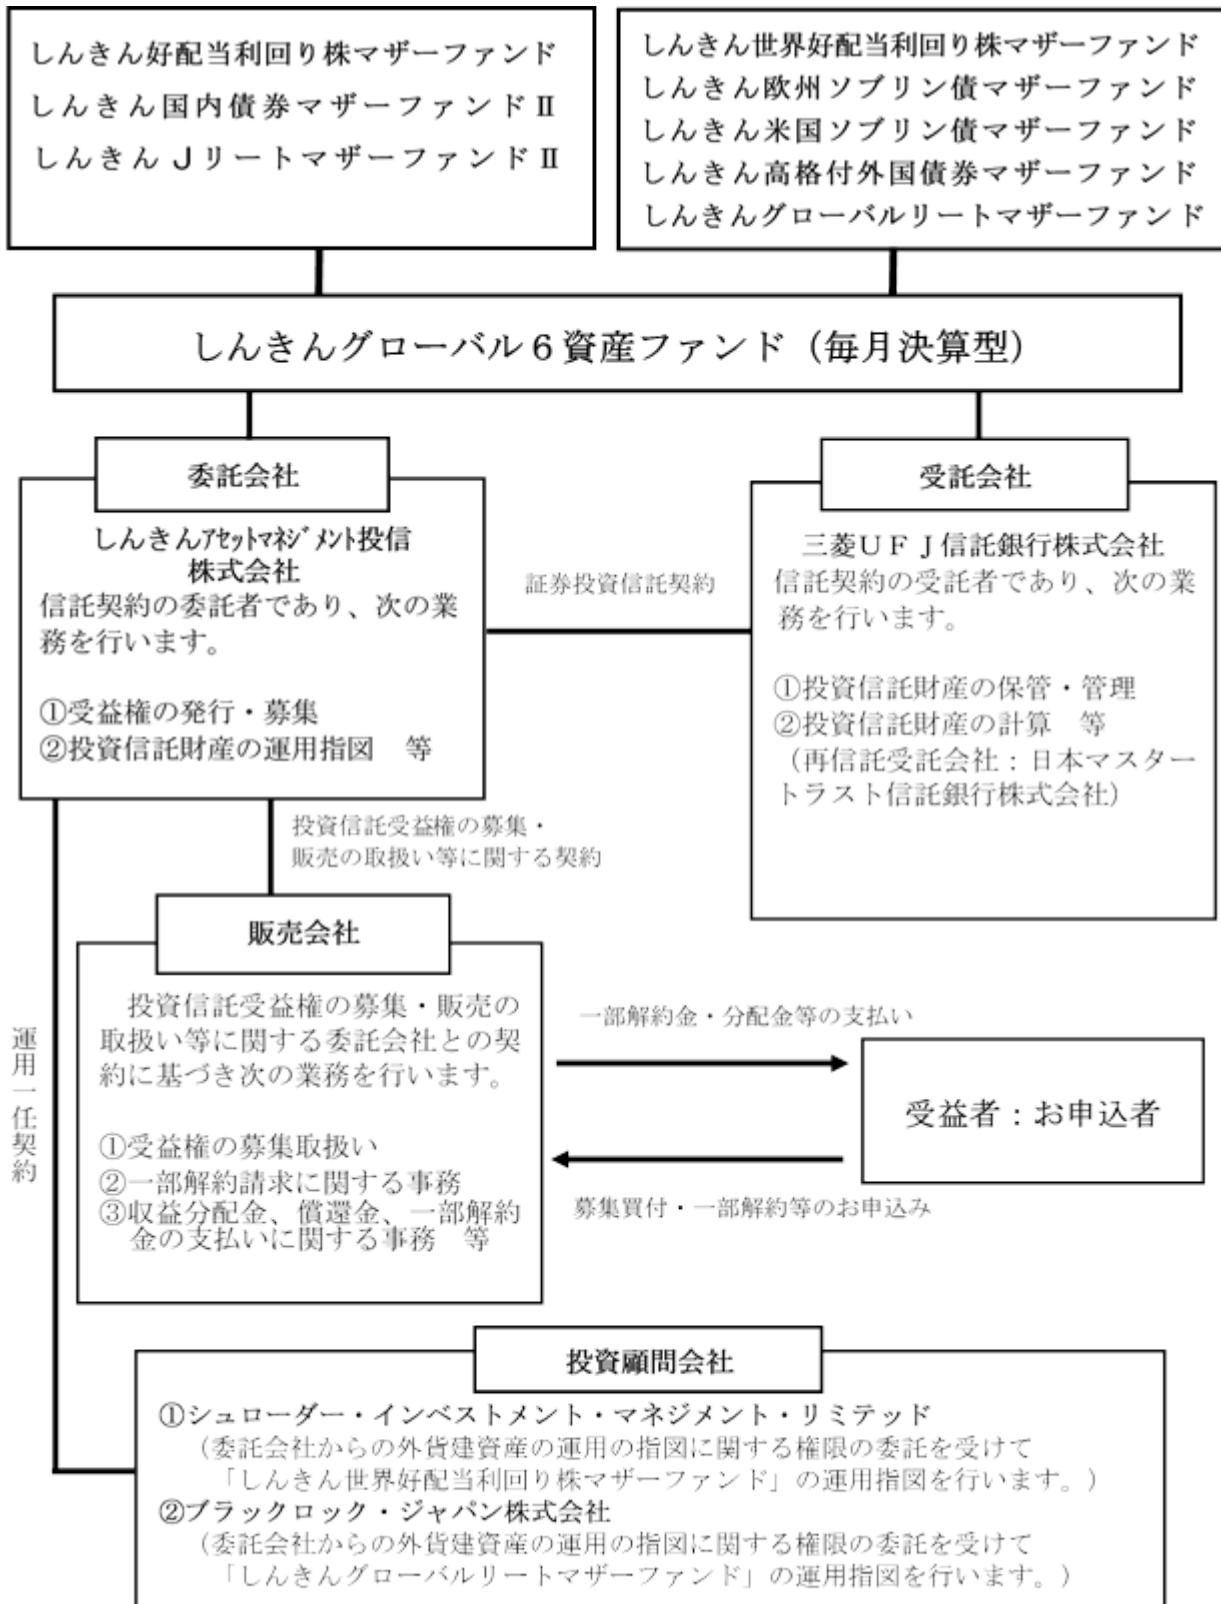 しんきん好配当利回り株マザーファンド
しんきん国内債券マザーファンドⅡ
しんきんJリートマザーファンドⅡ
しんきん世界好配当利回り株マザーファンド
しんきん欧州ソブリン債マザーファンド
しんきん米国ソブリン債マザーファンド
しんきん高格付外国債券マザーファンド
しんきんグローバルリートマザーファンド
しんきんグローバル６資産ファンド（毎月決算型）
委託会社
しんきんｱｾｯﾄﾏﾈｼﾞﾒﾝﾄ投信
株式会社
信託契約の委託者であり、次の業
務を行います。
①受益権の発行・募集
②投資信託財産の運用指図　等
証券投資信託契約
受託会社
三菱ＵＦＪ信託銀行株式会社
信託契約の受託者であり、次の業
務を行います。
①投資信託財産の保管・管理
②投資信託財産の計算　等
（再信託受託会社：日本マスター
トラスト信託銀行株式会社）
投資信託受益権の募集・
販売の取扱い等に関する契約
販売会社
投資信託受益権の募集・販売の
取扱い等に関する委託会社との契
約に基づき次の業務を行います。
①受益権の募集取扱い
②一部解約請求に関する事務
③収益分配金、償還金、一部解約
金の支払いに関する事務　等
一部解約金・分配金等の支払い
受益者：お申込者
募集買付・一部解約等のお申込み
運用一任契約
投資顧問会社
①シュローダー・インベストメント・マネジメント・リミテッド
（委託会社からの外貨建資産の運用の指図に関する権限の委託を受けて
「しんきん世界好配当利回り株マザーファンド」の運用指図を行います。）
②ブラックロック・ジャパン株式会社
（委託会社からの外貨建資産の運用の指図に関する権限の委託を受けて
「しんきんグローバルリートマザーファンド」の運用指図を行います。）